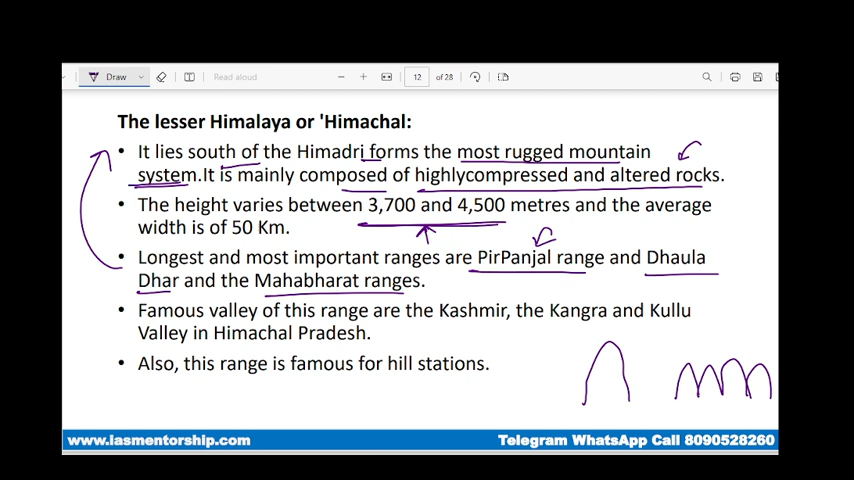 Draw
Read aloud
12
of 28
The lesser Himalaya or 'Himachal:
• It lies south of the Himadri forms the most rugged mountain
system.It is mainly composed of highlycompressed and altered rocks.
• The height varies between 3,700 and 4,500 metres and the average
width is of 50 Km.
• Longest and most important ranges are PirPanjal range and Dhaula
Dhar and the Mahabharat ranges.
• Famous valley of this range are the Kashmir, the Kangra and Kullu
Valley in Himachal Pradesh.
• Also, this range is famous for hill stations.
www.iasmentorship.com
Telegram WhatsApp Call 8090528260